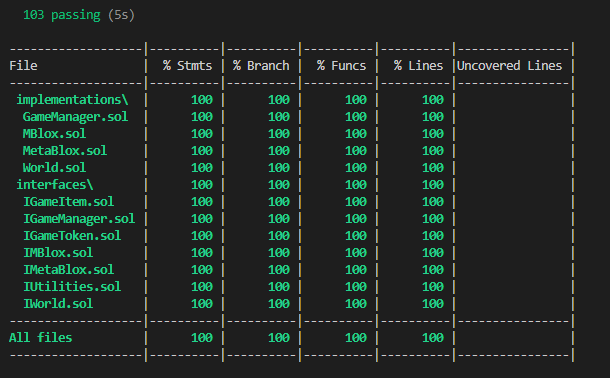 103 passing (5s)
-------------------|----------|----------|----------|----------|----------------|
File               |  % Stmts | % Branch |  % Funcs |  % Lines |Uncovered Lines |
-------------------|----------|----------|----------|----------|----------------|
 implementations\  |      100 |      100 |      100 |      100 |                |
  GameManager.sol  |      100 |      100 |      100 |      100 |                |
  MBlox.sol        |      100 |      100 |      100 |      100 |                |
  MetaBlox.sol     |      100 |      100 |      100 |      100 |                |
  World.sol        |      100 |      100 |      100 |      100 |                |
 interfaces\       |      100 |      100 |      100 |      100 |                |
  IGameItem.sol    |      100 |      100 |      100 |      100 |                |
  IGameManager.sol |      100 |      100 |      100 |      100 |                |
  IGameToken.sol   |      100 |      100 |      100 |      100 |                |
  IMBlox.sol       |      100 |      100 |      100 |      100 |                |
  IMetaBlox.sol    |      100 |      100 |      100 |      100 |                |
  IUtilities.sol   |      100 |      100 |      100 |      100 |                |
  IWorld.sol       |      100 |      100 |      100 |      100 |                |
-------------------|----------|----------|----------|----------|----------------|
All files          |      100 |      100 |      100 |      100 |                |
-------------------|----------|----------|----------|----------|----------------|